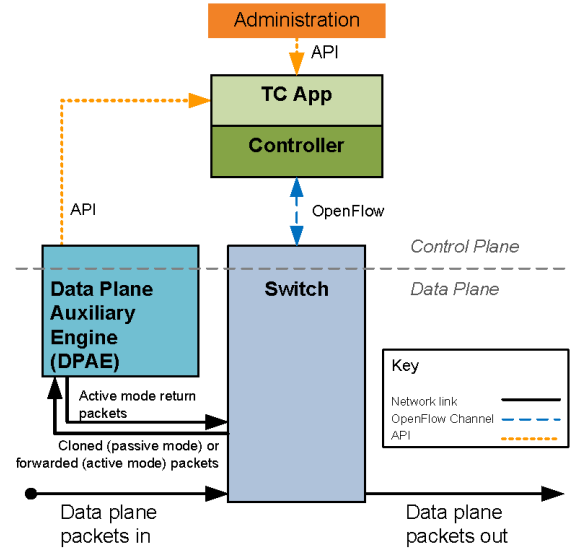 Administration
API
TC App
Controller
API
OpenFlow
Control Plane
Data Plane
Data Plane
Auxiliary
Engine
(DPAE)
Switch
Key
Network link
OpenFlow Channel
API
Active mode return
packets
Cloned (passive mode) or
forwarded (active mode) packets
Data plane
packets in
Data plane
packets out